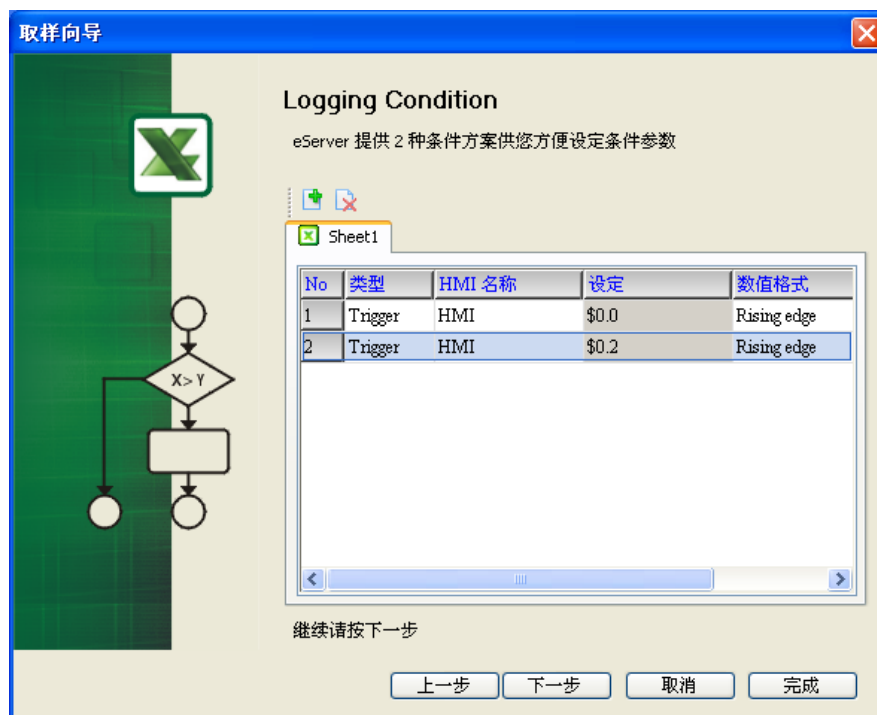 取样向导
Logging Condition
eServer 提供 2 种条件方案供您方便设定条件参数
Sheet1
No 类型 HMI 名称 设定 数值格式
1 Trigger HMI $0.0 Rising edge
2 Trigger HMI $0.2 Rising edge
X> Y
继续请按下一步
上一步 下一步 取消 完成